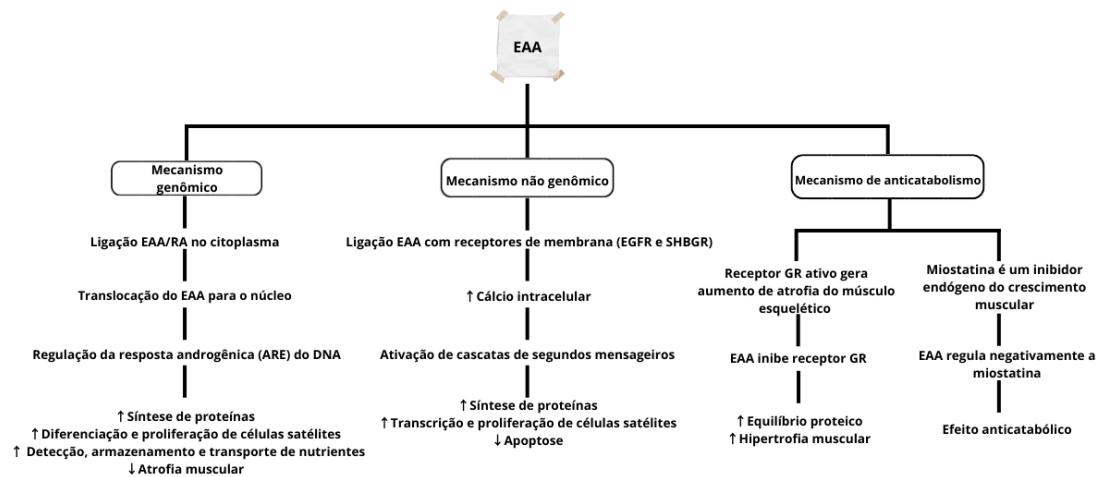 EAA
Mecanismo
genômico
Ligação EAA/RA no citoplasma
Translocação do EAA para o núcleo
Regulação da resposta androgênica (ARE) do DNA
↑Síntese de proteínas
↑Diferenciação e proliferação de células satélites
↑ Detecção, armazenamento e transporte de nutrientes
↓Atrofia muscular
Mecanismo não genômico
Ligação EAA com receptores de membrana (EGFR e SHBGR)
↑Cálcio intracelular
Ativação de cascatas de segundos mensageiros
↑Síntese de proteínas
↑Transcrição e proliferação de células satélites
↓Apoptose
Mecanismo de anticatabolismo
Receptor GR ativo gera
aumento de atrofia do músculo
esquelético
EAA inibe receptor GR
↑Equilíbrio proteico
↑Hipertrofia muscular
Miostatina é um inibidor
endógeno do crescimento
muscular
EAA regula negativamente a
miostatina
Efeito anticatabólico